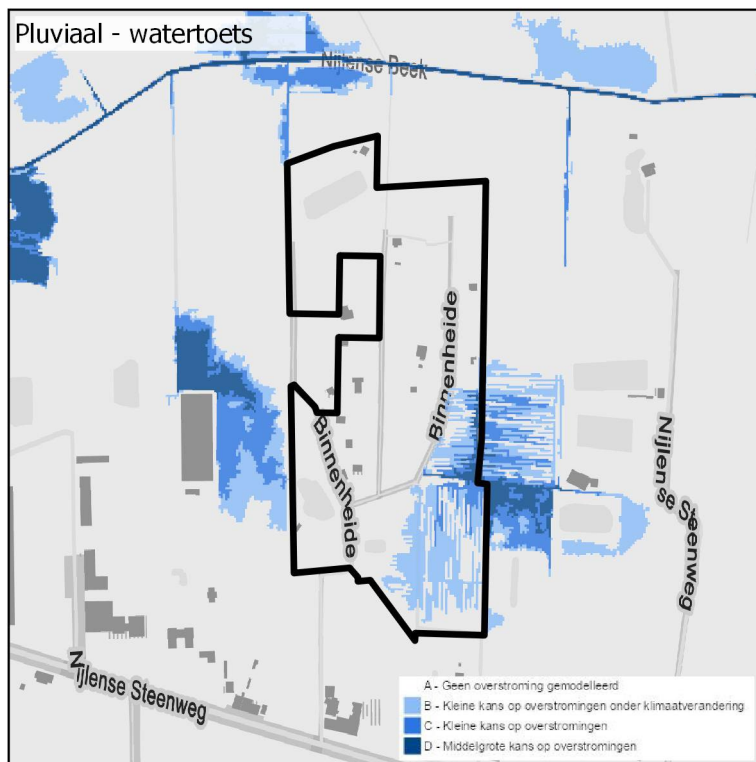 Pluviaal - watertoets
Nijlense Beek
Binnenheide
Binnenheide
Nijlense Steenweg
Nijlense Steenweg
A - Geen overstroming gemodelleerd
B - Kleine kans op overstromingen onder klimaatverandering
C - Kleine kans op overstromingen
D - Middelgrote kans op overstromingen